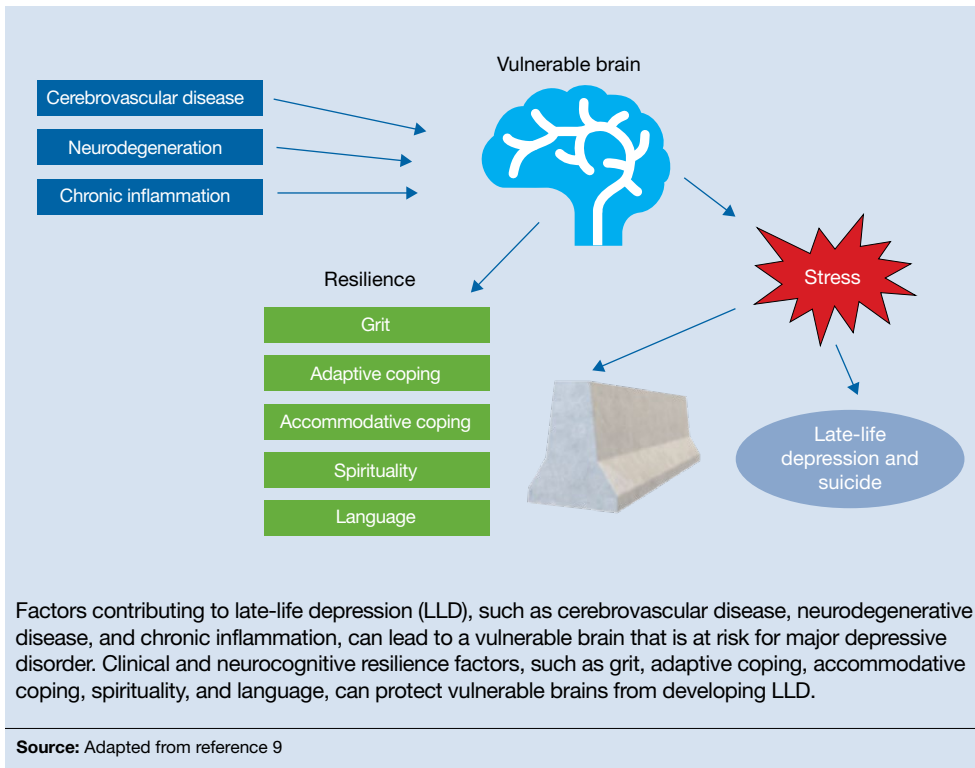 Vulnerable brain
Cerebrovascular disease
Neurodegeneration
Chronic inflammation
Stress
Resilience
Grit
Adaptive coping
Accommodative coping
Spirituality
Language
Late-life
depression and
suicide
Factors contributing to late-life depression (LLD), such as cerebrovascular disease, neurodegenerative
disease, and chronic inflammation, can lead to a vulnerable brain that is at risk for major depressive
disorder. Clinical and neurocognitive resilience factors, such as grit, adaptive coping, accommodative
coping, spirituality, and language, can protect vulnerable brains from developing LLD.
Source: Adapted from reference 9